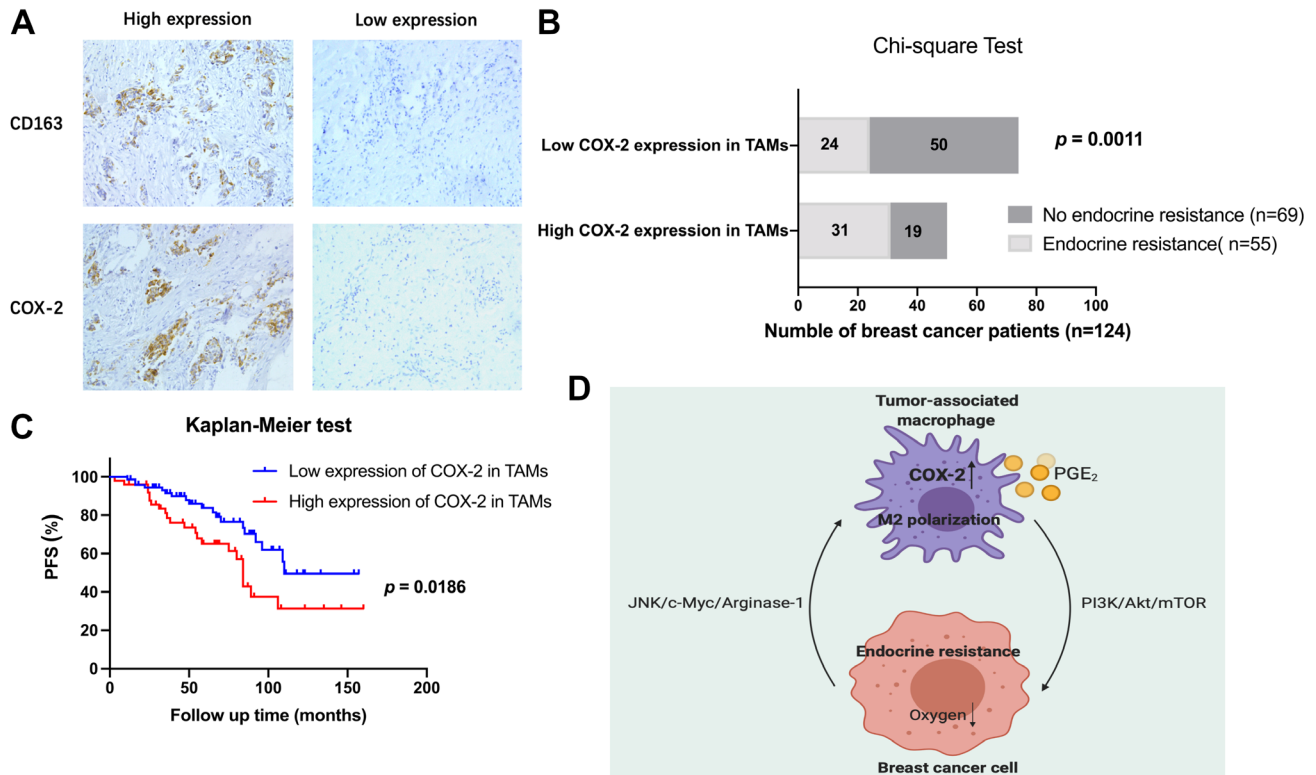 A
High expression
Low expression
CD163
COX-2
B
Chi-square Test
Low COX-2 expression in TAMs
24
50
p = 0.0011
High COX-2 expression in TAMs
31
19
No endocrine resistance (n=69)
Endocrine resistance( n=55)
0
20
40
60
80
100
Numble of breast cancer patients (n=124)
C
Kaplan-Meier test
Low expression of COX-2 in TAMs
High expression of COX-2 in TAMs
PFS (%)
100
80
60
40
20
0
p = 0.0186
0
50
100
150
200
Follow up time (months)
D
Tumor-associated
macrophage
COX-2
PGE₂
M2 polarization
JNK/c-Myc/Arginase-1
PI3K/Akt/mTOR
Endocrine resistance
Oxygen
Breast cancer cell